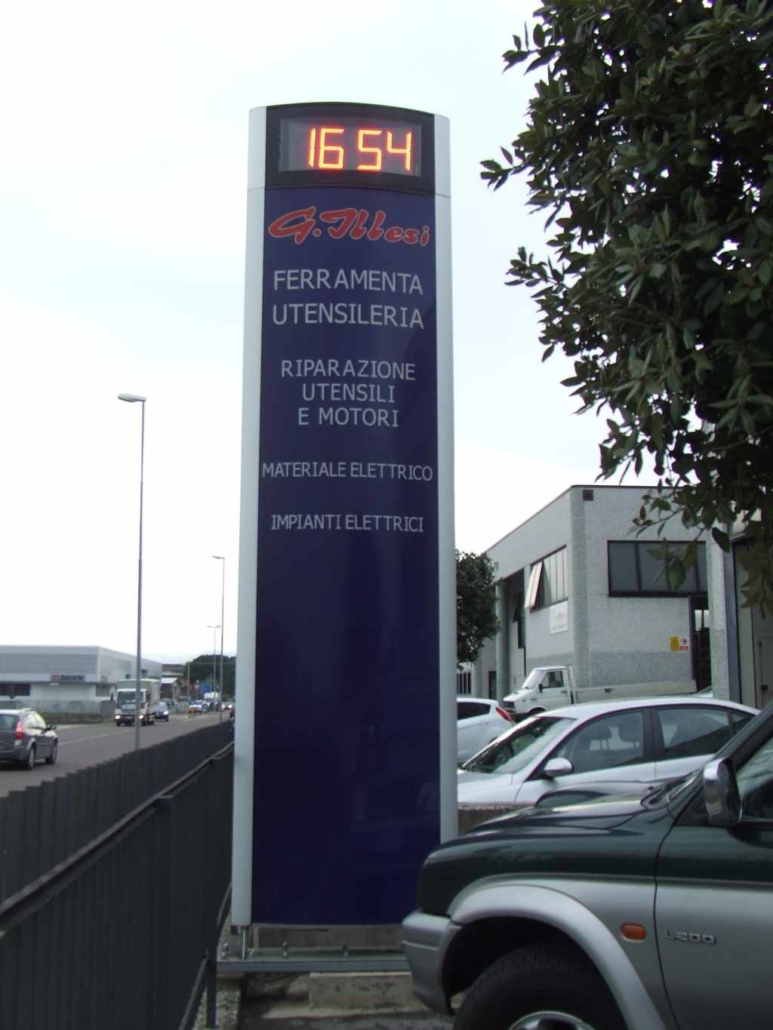 16 54
G. Illesi
FERRAMENTA
UTENSILERIA
RIPARAZIONE
UTENSILI
E MOTORI
MATERIALE ELETTRICO
IMPIANTI ELETTRICI
L200